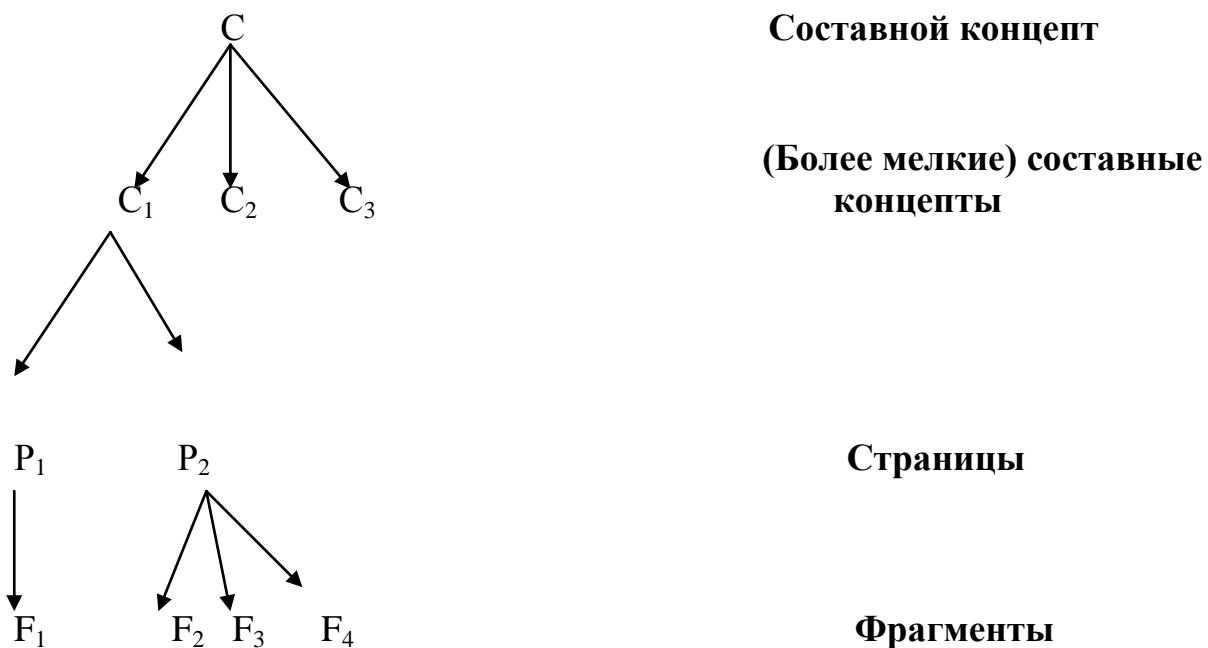 C Составной концепт
(Более мелкие) составные
C₁ C₂ C₃ концепты
P₁ P₂ Страницы
F₁ F₂ F₃ F₄ Фрагменты